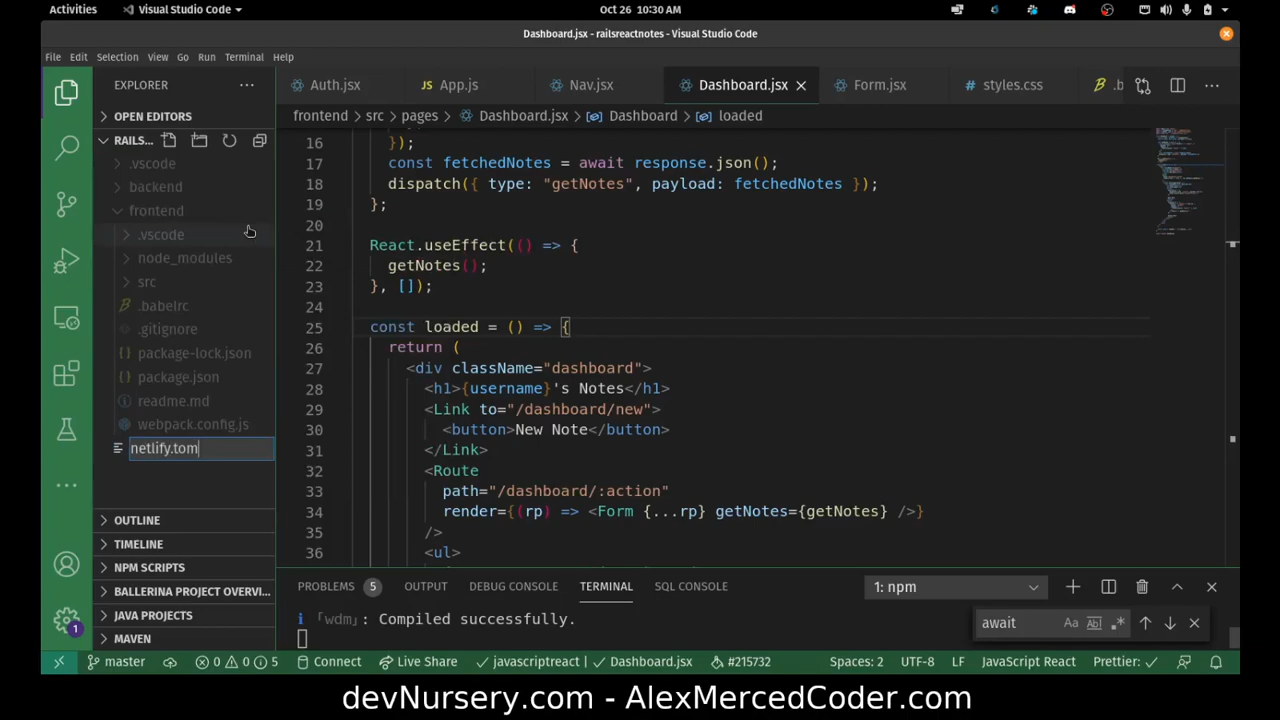 Activities Visual Studio Code Oct 26 10:30 AM
Dashboard.jsx - railsreactnotes - Visual Studio Code
File Edit Selection View Go Run Terminal Help
EXPLORER Auth.jsx App.js Nav.jsx Dashboard.jsx Form.jsx styles.css .b
OPEN EDITORS
frontend > src > pages > Dashboard.jsx > Dashboard > loaded
RAILS...
.vscode
backend
frontend
.vscode
node_modules
src
.babelrc
.gitignore
package-lock.json
package.json
readme.md
webpack.config.js
netlify.tom
OUTLINE
TIMELINE
NPM SCRIPTS
BALLERINA PROJECT OVERVI...
JAVA PROJECTS
MAVEN
16 });
17 const fetchedNotes = await response.json();
18 dispatch({ type: "getNotes", payload: fetchedNotes });
19 };
20
21 React.useEffect(() => {
22 getNotes();
23 }, []);
24
25 const loaded = () => {
26 return (
27 <div className="dashboard">
28 <h1>{username}'s Notes</h1>
29 <Link to="/dashboard/new">
30 <button>New Note</button>
31 </Link>
32 <Route
33 path="/dashboard/:action"
34 render={(rp) => <Form {...rp} getNotes={getNotes} />}
35 />
36 <ul>
PROBLEMS 5 OUTPUT DEBUG CONSOLE TERMINAL SQL CONSOLE 1: npm
ℹ 「wdm」: Compiled successfully.
await Aa Abl .*
1
master 0 0 5 Connect Live Share javascriptreact | Dashboard.jsx #215732 Spaces: 2 UTF-8 LF JavaScript React Prettier:
devNursery.com - AlexMercedCoder.com